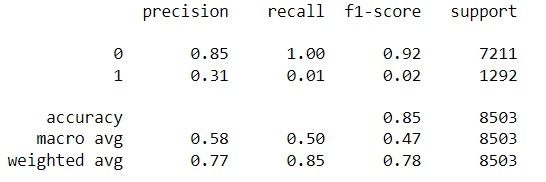 precision recall f1-score support
0 0.85 1.00 0.92 7211
1 0.31 0.01 0.02 1292
accuracy 0.85 8503
macro avg 0.58 0.50 0.47 8503
weighted avg 0.77 0.85 0.78 8503